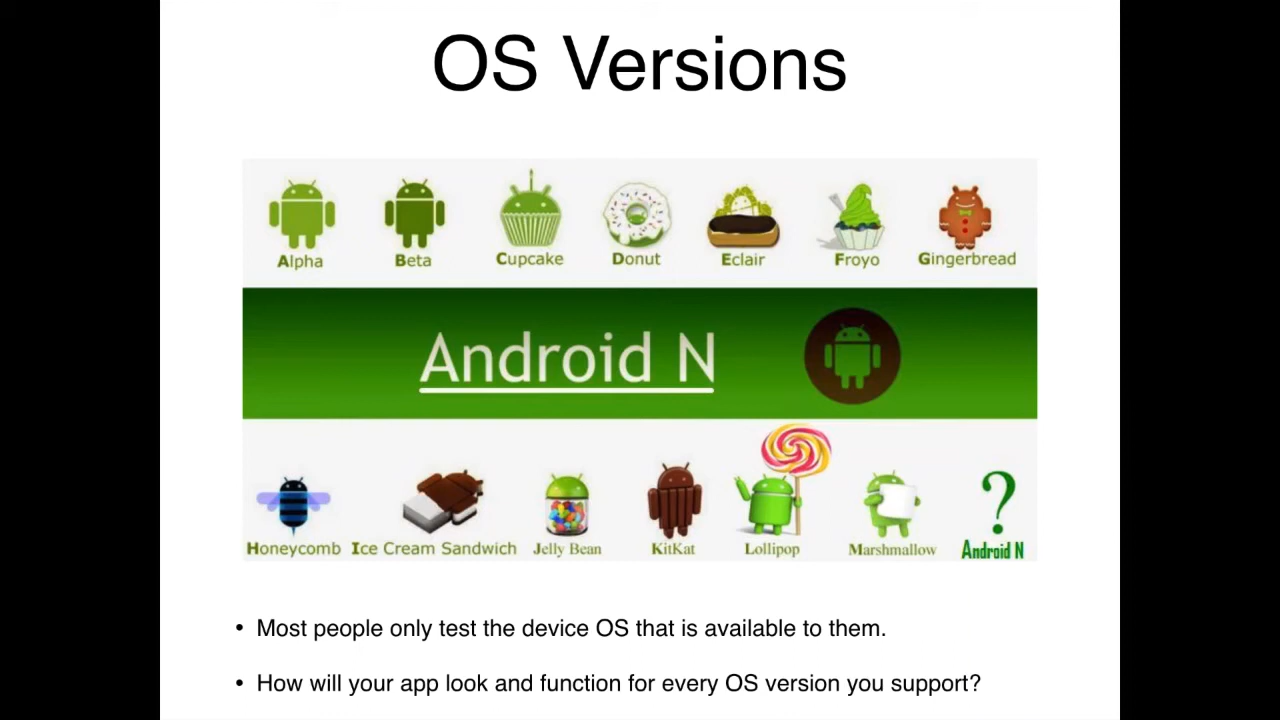 OS Versions
Alpha Beta Cupcake Donut Eclair Froyo Gingerbread
Android N
?
Honeycomb Ice Cream Sandwich Jelly Bean KitKat Lollipop Marshmallow Android N
• Most people only test the device OS that is available to them.
• How will your app look and function for every OS version you support?